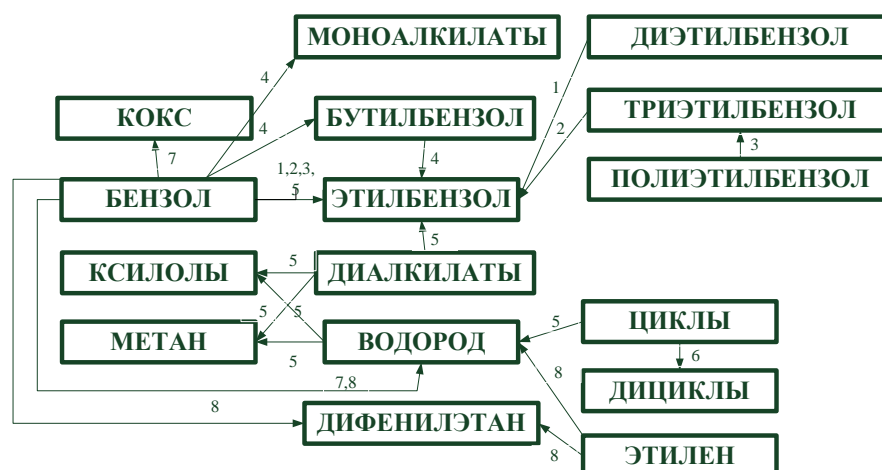 МОНОАЛКИЛАТЫ
ДИЭТИЛБЕНЗОЛ
4
1
КОКС
БУТИЛБЕНЗОЛ
ТРИЭТИЛБЕНЗОЛ
4
2
7
4
3
1,2,3,
5
БЕНЗОЛ
ЭТИЛБЕНЗОЛ
ПОЛИЭТИЛБЕНЗОЛ
5
КСИЛОЛЫ
5
ДИАЛКИЛАТЫ
5
5
ЦИКЛЫ
МЕТАН
5
ВОДОРОД
5
6
7,8
8
ДИЦИКЛЫ
8
ДИФЕНИЛЭТАН
8
ЭТИЛЕН